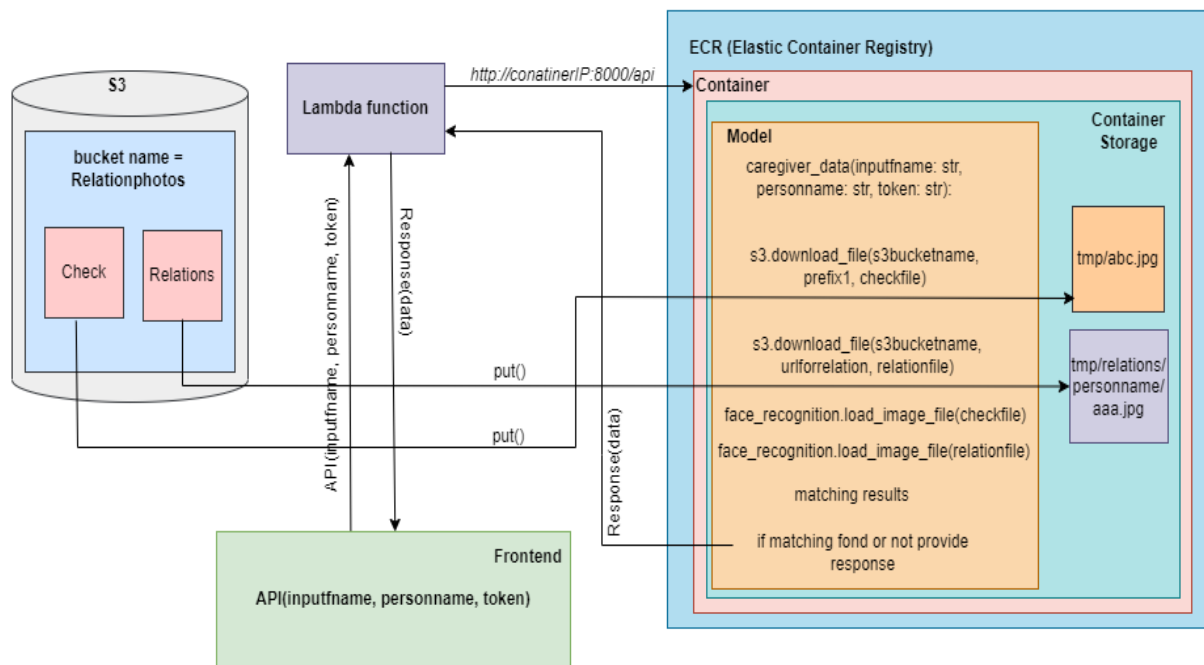 ECR (Elastic Container Registry)
S3
bucket name =
Relationphotos
Check
Relations
Lambda function
http://conatinerIP:8000/api
Container
Container
Storage
Model
caregiver_data(inputfname: str,
personname: str, token: str):
s3.download_file(s3bucketname,
prefix1, checkfile)
tmp/abc.jpg
s3.download_file(s3bucketname,
urlforrelation, relationfile)
tmp/relations/
personname/
aaa.jpg
face_recognition.load_image_file(checkfile)
face_recognition.load_image_file(relationfile)
matching results
if matching fond or not provide
response
put()
put()
API(inputfname, personname, token)
Response(data)
Response(data)
Frontend
API(inputfname, personname, token)